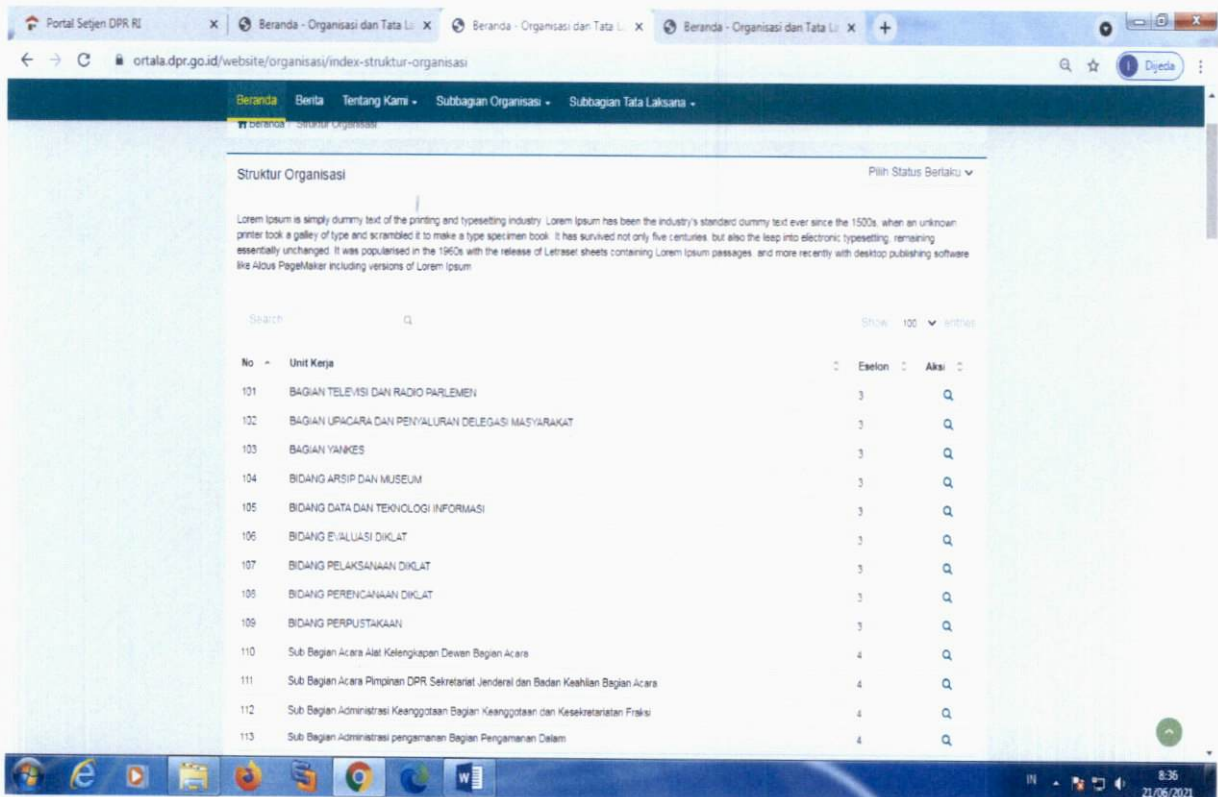 Portal Setjen DPR RI
Beranda - Organisasi dan Tata La
Beranda - Organisasi dan Tata L
Beranda - Organisasi dan Tata La
ortala.dpr.go.id/website/organisasi/index-struktur-organisasi
Dijeda
Beranda Berita Tentang Kami Subbagian Organisasi Subbagian Tata Laksana
Beranda Struktur Organisasi
Struktur Organisasi
Pilih Status Berlaku
Lorem Ipsum is simply dummy text of the printing and typesetting industry. Lorem Ipsum has been the industry's standard dummy text ever since the 1500s, when an unknown
printer took a galley of type and scrambled it to make a type specimen book. It has survived not only five centuries, but also the leap into electronic typesetting, remaining
essentially unchanged. It was popularised in the 1960s with the release of Letraset sheets containing Lorem Ipsum passages, and more recently with desktop publishing software
like Aldus PageMaker including versions of Lorem Ipsum
Search
Show 100 entries
No Unit Kerja Eselon Aksi
101 BAGIAN TELEVISI DAN RADIO PARLEMEN 3
102 BAGIAN UPACARA DAN PENYALURAN DELEGASI MASYARAKAT 3
103 BAGIAN YANKES 3
104 BIDANG ARSIP DAN MUSEUM 3
105 BIDANG DATA DAN TEKNOLOGI INFORMASI 3
106 BIDANG EVALUASI DIKLAT 3
107 BIDANG PELAKSANAAN DIKLAT 3
108 BIDANG PERENCANAAN DIKLAT 3
109 BIDANG PERPUSTAKAAN 3
110 Sub Bagian Acara Alat Kelengkapan Dewan Bagian Acara 4
111 Sub Bagian Acara Pimpinan DPR Sekretariat Jenderal dan Badan Keahlian Bagian Acara 4
112 Sub Bagian Administrasi Keanggotaan Bagian Keanggotaan dan Kesekretariatan Fraksi 4
113 Sub Bagian Administrasi pengamanan Bagian Pengamanan Dalam 4
IN
8:36
21/06/2021